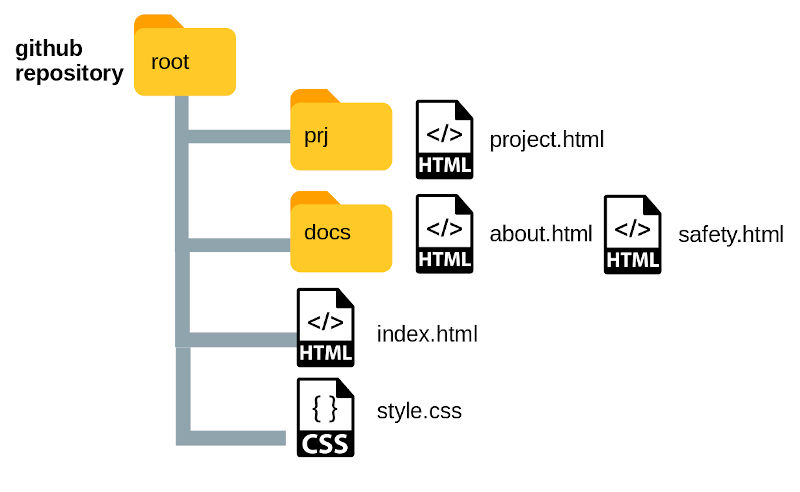 github
repository
root
prj
</>
HTML
project.html
docs
</>
HTML
about.html
</>
HTML
safety.html
</>
HTML
index.html
{ }
CSS
style.css